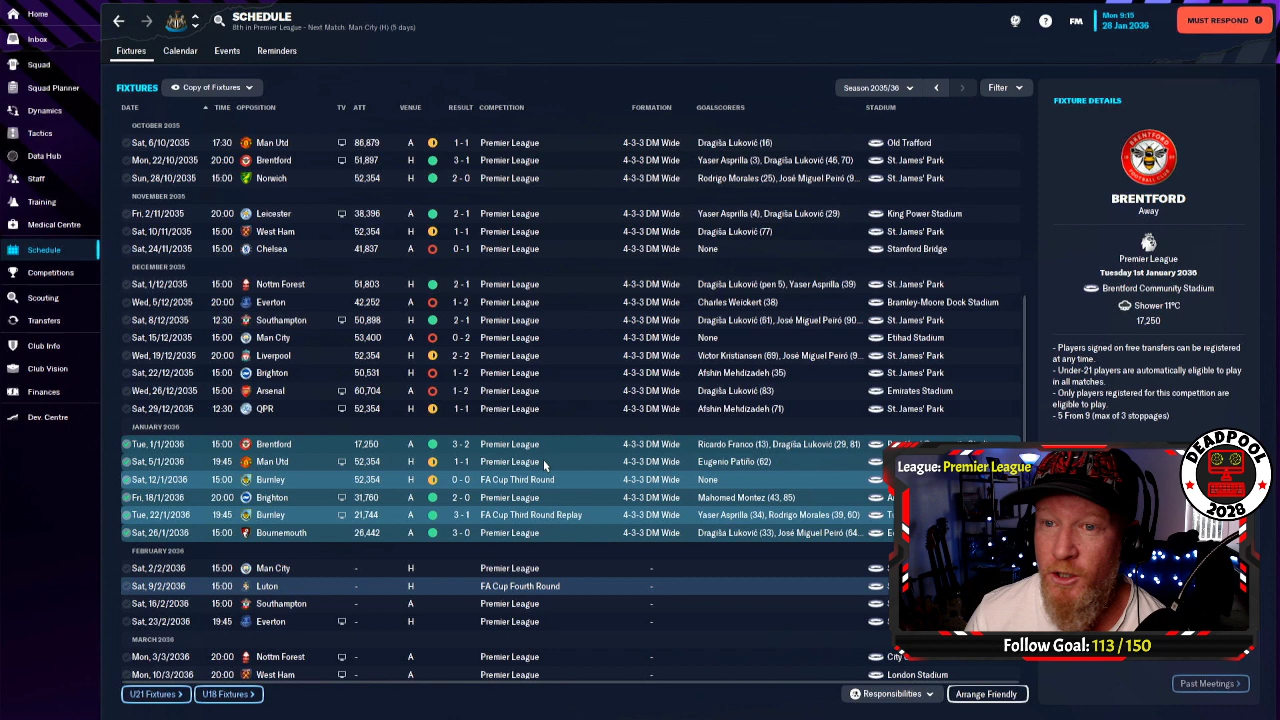 Home
Inbox
Squad
Squad Planner
Dynamics
Tactics
Data Hub
Staff
Training
Medical Centre
Schedule
Competitions
Scouting
Transfers
Club Info
Club Vision
Finances
Dev. Centre
SCHEDULE
8th in Premier League - Next Match: Man City (H) (5 days)
FM
Mon 9:15
28 Jan 2036
MUST RESPOND
Fixtures Calendar Events Reminders
FIXTURES Copy of Fixtures Season 2035/36 Filter
DATE TIME OPPOSITION TV ATT VENUE RESULT COMPETITION FORMATION GOALSCORERS STADIUM
OCTOBER 2035
Sat, 6/10/2035 17:30 Man Utd 86,879 A 1 - 1 Premier League 4-3-3 DM Wide Dragiša Luković (16) Old Trafford
Mon, 22/10/2035 20:00 Brentford 51,897 H 3 - 1 Premier League 4-3-3 DM Wide Yaser Asprilla (3), Dragiša Luković (46, 70) St. James' Park
Sun, 28/10/2035 15:00 Norwich 52,354 H 2 - 0 Premier League 4-3-3 DM Wide Rodrigo Morales (25), José Miguel Peiró (9... St. James' Park
NOVEMBER 2035
Fri, 2/11/2035 20:00 Leicester 38,396 A 2 - 1 Premier League 4-3-3 DM Wide Yaser Asprilla (4), Dragiša Luković (29) King Power Stadium
Sat, 10/11/2035 15:00 West Ham 52,354 H 1 - 1 Premier League 4-3-3 DM Wide Dragiša Luković (77) St. James' Park
Sat, 24/11/2035 15:00 Chelsea 41,837 A 0 - 1 Premier League 4-3-3 DM Wide None Stamford Bridge
DECEMBER 2035
Sat, 1/12/2035 15:00 Nottm Forest 51,803 H 2 - 1 Premier League 4-3-3 DM Wide Dragiša Luković (pen 5), Yaser Asprilla (39) St. James' Park
Wed, 5/12/2035 20:00 Everton 42,252 A 1 - 2 Premier League 4-3-3 DM Wide Charles Weickert (38) Bramley-Moore Dock Stadium
Sat, 8/12/2035 12:30 Southampton 50,898 H 2 - 1 Premier League 4-3-3 DM Wide Dragiša Luković (61), José Miguel Peiró (90... St. James' Park
Sat, 15/12/2035 15:00 Man City 53,400 A 0 - 2 Premier League 4-3-3 DM Wide None Etihad Stadium
Wed, 19/12/2035 20:00 Liverpool 52,354 H 2 - 2 Premier League 4-3-3 DM Wide Victor Kristiansen (69), José Miguel Peiró (9... St. James' Park
Sat, 22/12/2035 15:00 Brighton 50,531 H 1 - 2 Premier League 4-3-3 DM Wide Afshin Mehdizadeh (35) St. James' Park
Wed, 26/12/2035 15:00 Arsenal 60,704 A 1 - 2 Premier League 4-3-3 DM Wide Dragiša Luković (83) Emirates Stadium
Sat, 29/12/2035 12:30 QPR 52,354 H 1 - 1 Premier League 4-3-3 DM Wide Afshin Mehdizadeh (71) St. James' Park
JANUARY 2036
Tue, 1/1/2036 15:00 Brentford 17,250 A 3 - 2 Premier League 4-3-3 DM Wide Ricardo Franco (13), Dragiša Luković (29, 81)
Sat, 5/1/2036 19:45 Man Utd 52,354 H 1 - 1 Premier League 4-3-3 DM Wide Eugenio Patiño (62)
Sat, 12/1/2036 15:00 Burnley 52,354 H 0 - 0 FA Cup Third Round 4-3-3 DM Wide None
Fri, 18/1/2036 20:00 Brighton 31,760 A 2 - 0 Premier League 4-3-3 DM Wide Mahomed Montez (43, 85)
Tue, 22/1/2036 19:45 Burnley 21,744 A 3 - 1 FA Cup Third Round Replay 4-3-3 DM Wide Yaser Asprilla (34), Rodrigo Morales (39, 60)
Sat, 26/1/2036 15:00 Bournemouth 26,442 A 3 - 0 Premier League 4-3-3 DM Wide Dragiša Luković (33), José Miguel Peiró (64...
FEBRUARY 2036
Sat, 2/2/2036 15:00 Man City - H Premier League -
Sat, 9/2/2036 15:00 Luton - H FA Cup Fourth Round -
Sat, 16/2/2036 15:00 Southampton - A Premier League -
Sat, 23/2/2036 19:45 Everton - H Premier League -
MARCH 2036
Mon, 3/3/2036 20:00 Nottm Forest - A Premier League -
Mon, 10/3/2036 20:00 West Ham - A Premier League - London Stadium
U21 Fixtures > U18 Fixtures > Responsibilities Arrange Friendly
FIXTURE DETAILS
BRENTFORD
Away
Premier League
Tuesday 1st January 2036
Brentford Community Stadium
Shower 11°C
17,250
- Players signed on free transfers can be registered
at any time.
- Under-21 players are automatically eligible to play
in all matches.
- Only players registered for this competition are
eligible to play.
- 5 From 9 (max of 3 stoppages)
League: Premier League
DEADPOOL
2028
Follow Goal: 113 / 150
Past Meetings >